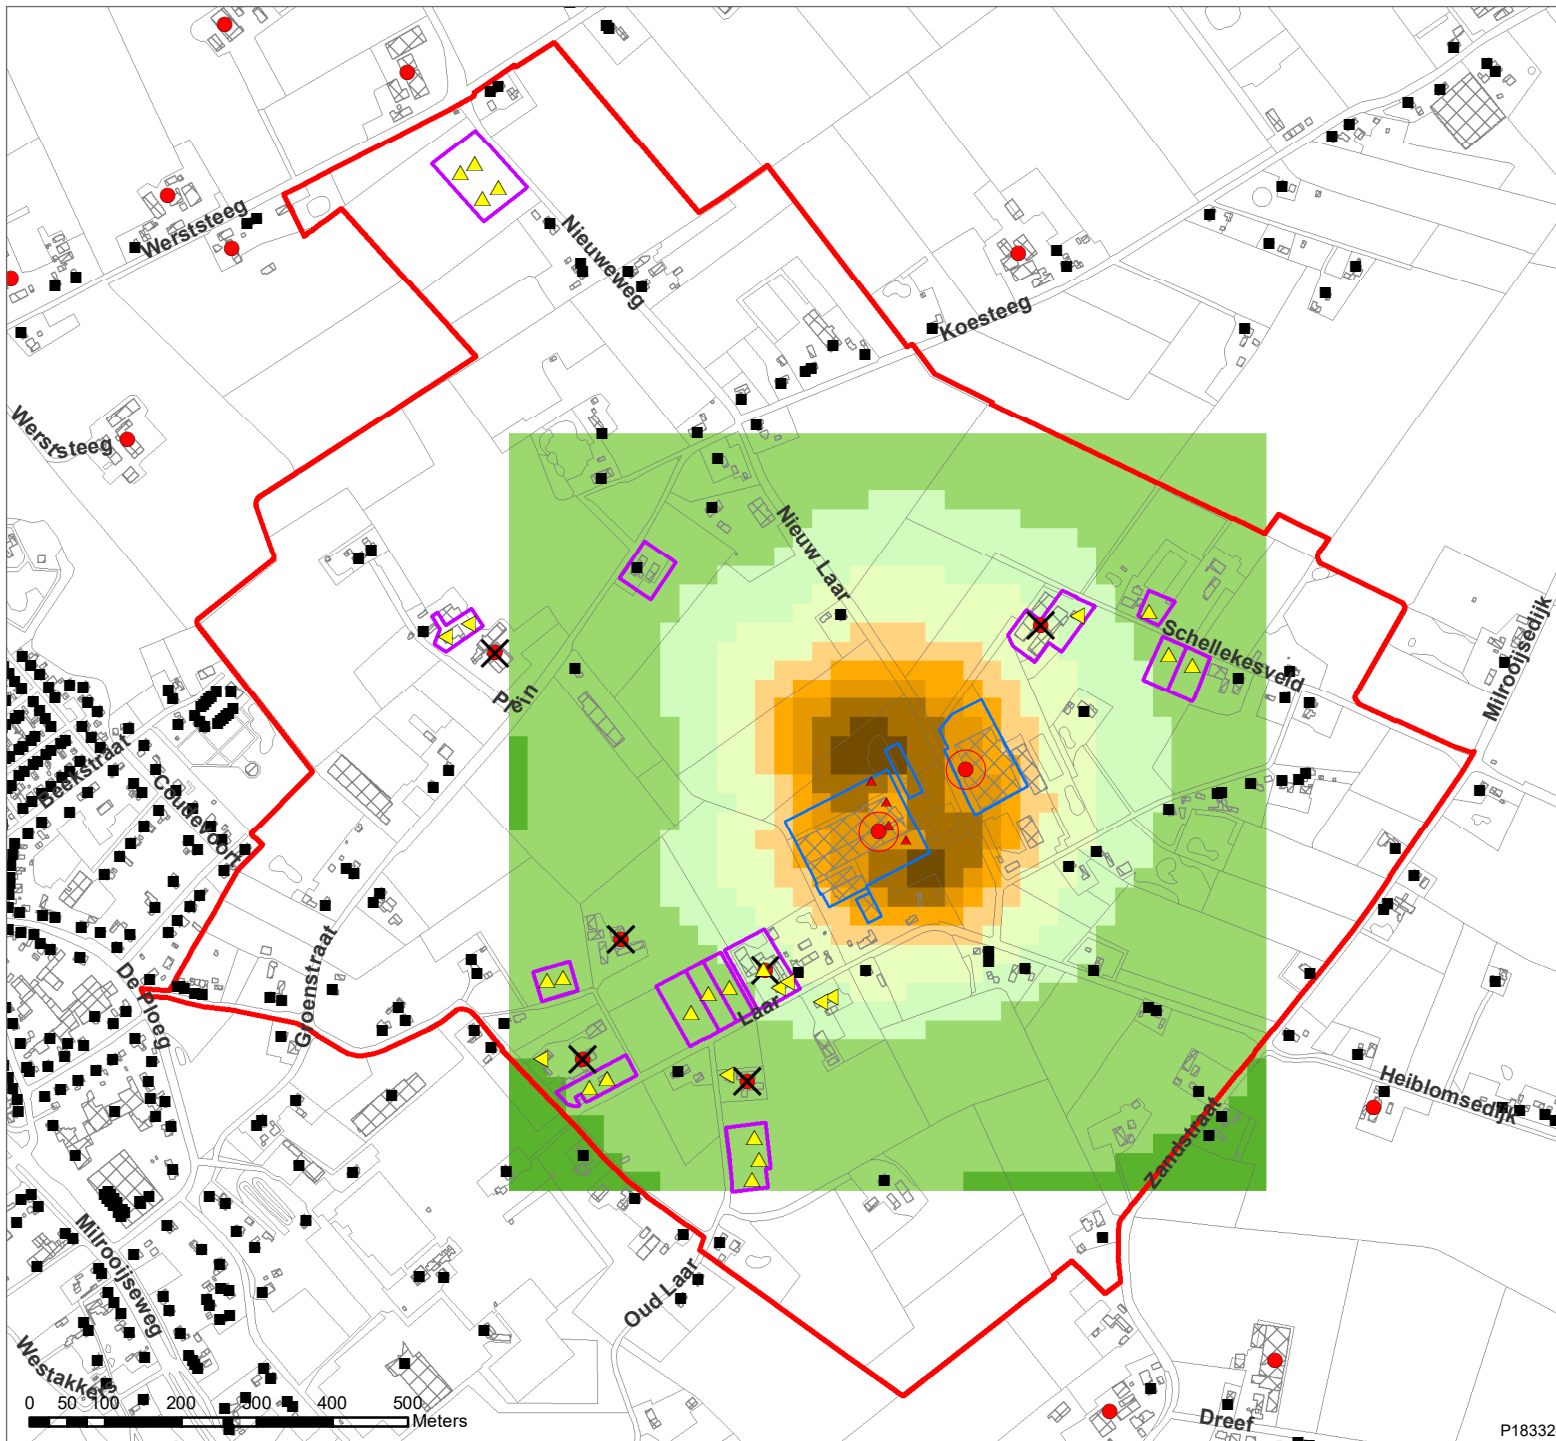 Werststeeg
Nieuweweg
Koesteeg
Werststeeg
Nieuw Laar
Schellekesveld
Milrooijsedijk
Plein
Beekstraat
Coudevoort
De Ploeg
Groenstraat
Laar
Heiblomsedijk
Zandstraat
Milrooijseweg
Oud Laar
Westakkers
Dreef
0 50 100 200 300 400 500
Meters
P18332